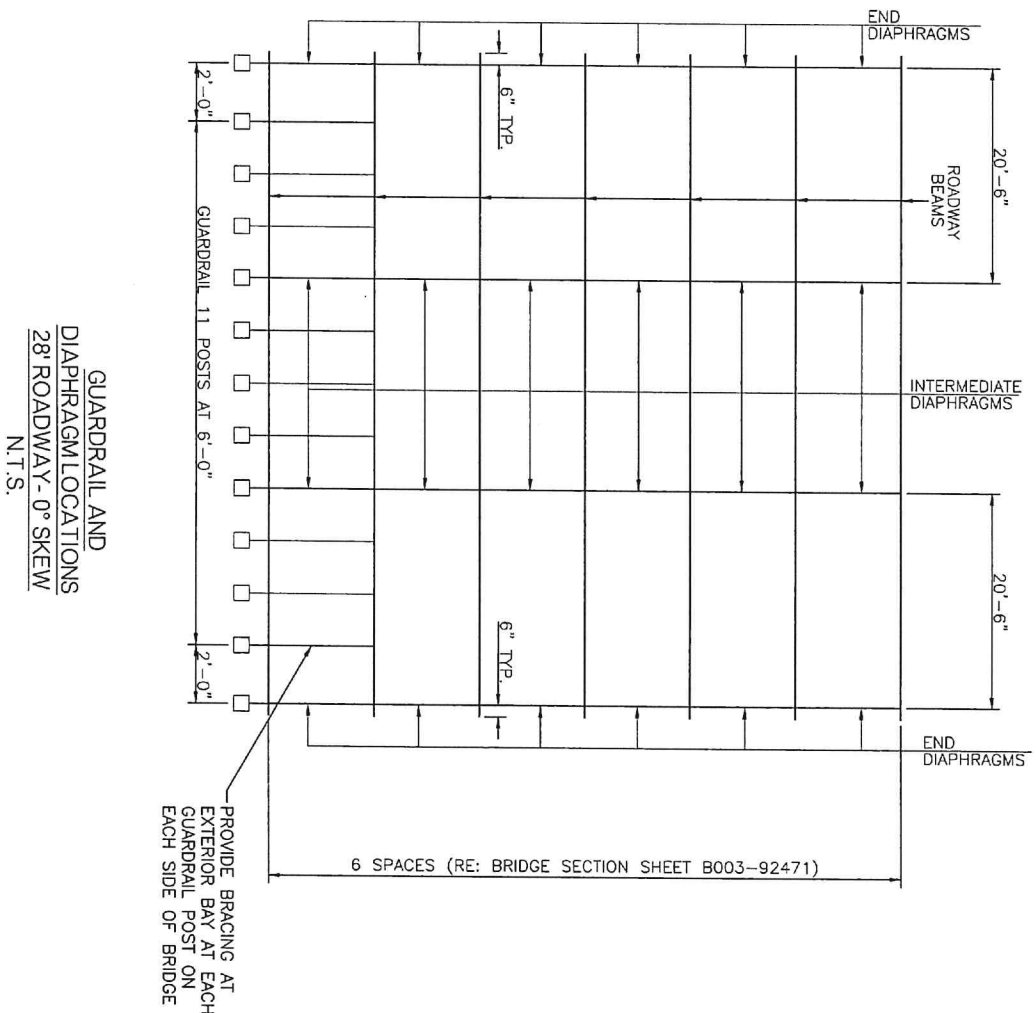 END
DIAPHRAGMS
20'-6"
2'-0"
6" TYP.
ROADWAY
BEAMS
GUARDRAIL 11 POSTS AT 6'-0"
INTERMEDIATE
DIAPHRAGMS
20'-6"
6" TYP.
2'-0"
END
DIAPHRAGMS
6 SPACES (RE: BRIDGE SECTION SHEET B003-92471)
PROVIDE BRACING AT
EXTERIOR BAY AT EACH
GUARDRAIL POST ON
EACH SIDE OF BRIDGE
GUARDRAIL AND
DIAPHRAGM LOCATIONS
28' ROADWAY - 0° SKEW
N.T.S.